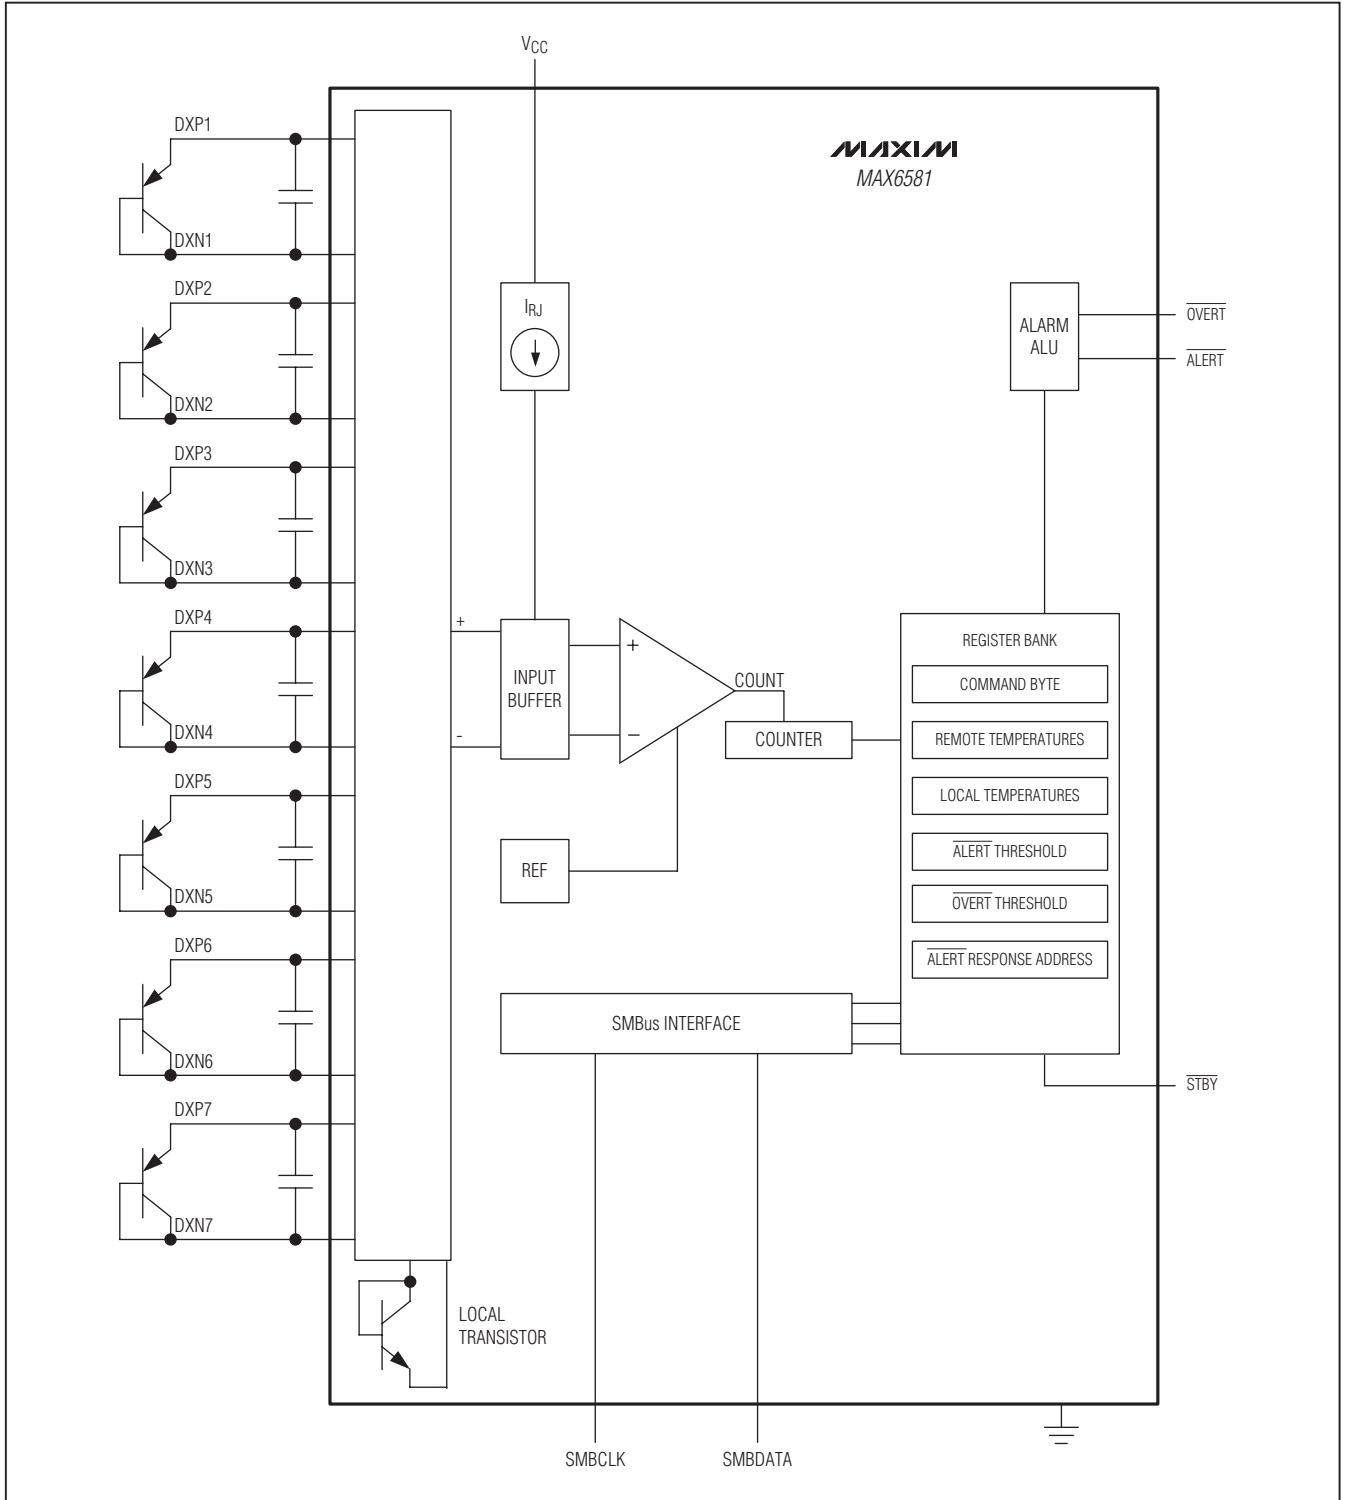 VCC
MAXIM
MAX6581
DXP1
DXN1
DXP2
DXN2
DXP3
DXN3
DXP4
DXN4
DXP5
DXN5
DXP6
DXN6
DXP7
DXN7
IRJ
+
-
INPUT
BUFFER
+
−
COUNT
COUNTER
REF
ALARM
ALU
OVERT
ALERT
REGISTER BANK
COMMAND BYTE
REMOTE TEMPERATURES
LOCAL TEMPERATURES
ALERT THRESHOLD
OVERT THRESHOLD
ALERT RESPONSE ADDRESS
SMBus INTERFACE
STBY
LOCAL
TRANSISTOR
SMBCLK
SMBDATA